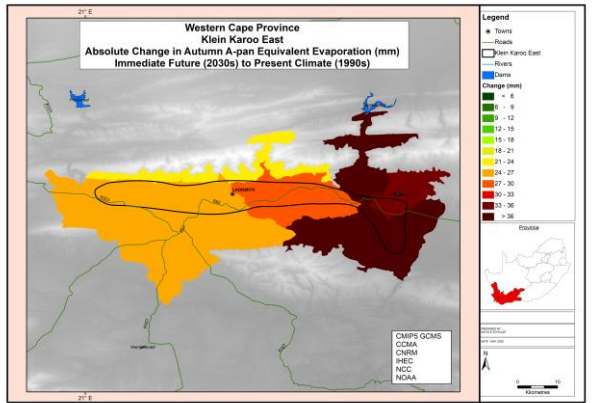 Western Cape Province
Klein Karoo East
Absolute Change in Autumn A-pan Equivalent Evaporation (mm)
Immediate Future (2030s) to Present Climate (1990s)
21° E
LADISMITH
CMIP5 GCMS
CCMA
CNRM
IHEC
NCC
NOAA
21° E
Legend
Towns
Roads
Klein Karoo East
Rivers
Dams
Change (mm)
< 6
6 - 9
9 - 12
12 - 15
15 - 18
18 - 21
21 - 24
24 - 27
27 - 30
30 - 33
33 - 36
> 36
N
0
Kilometres